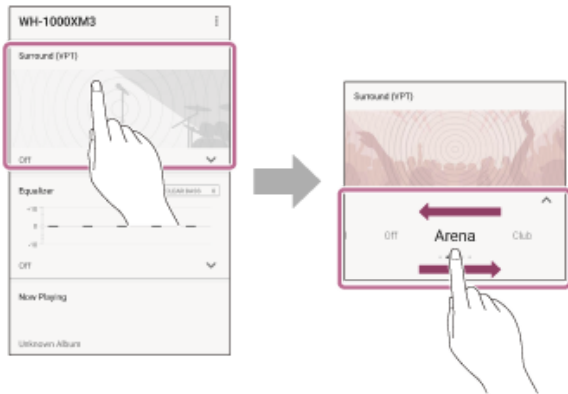 WH-1000XM3
Surround (VPT)
Off
Equalizer
CLEAR BASS
+10
0
-10
Off
Now Playing
Unknown Album
Surround (VPT)
Off
Arena
Club